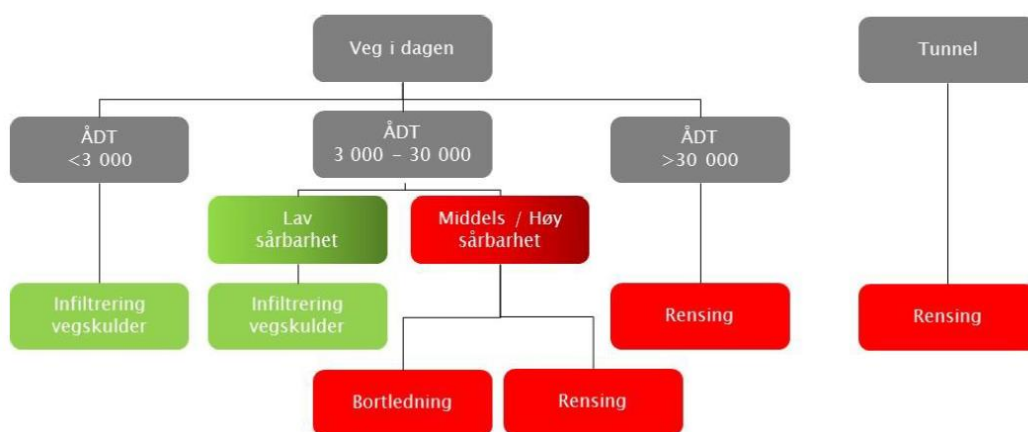 Veg i dagen
Tunnel
ÅDT
<3 000
ÅDT
3 000 – 30 000
ÅDT
>30 000
Lav
sårbarhet
Middels / Høy
sårbarhet
Infiltrering
vegskulder
Infiltrering
vegskulder
Rensing
Rensing
Bortledning
Rensing